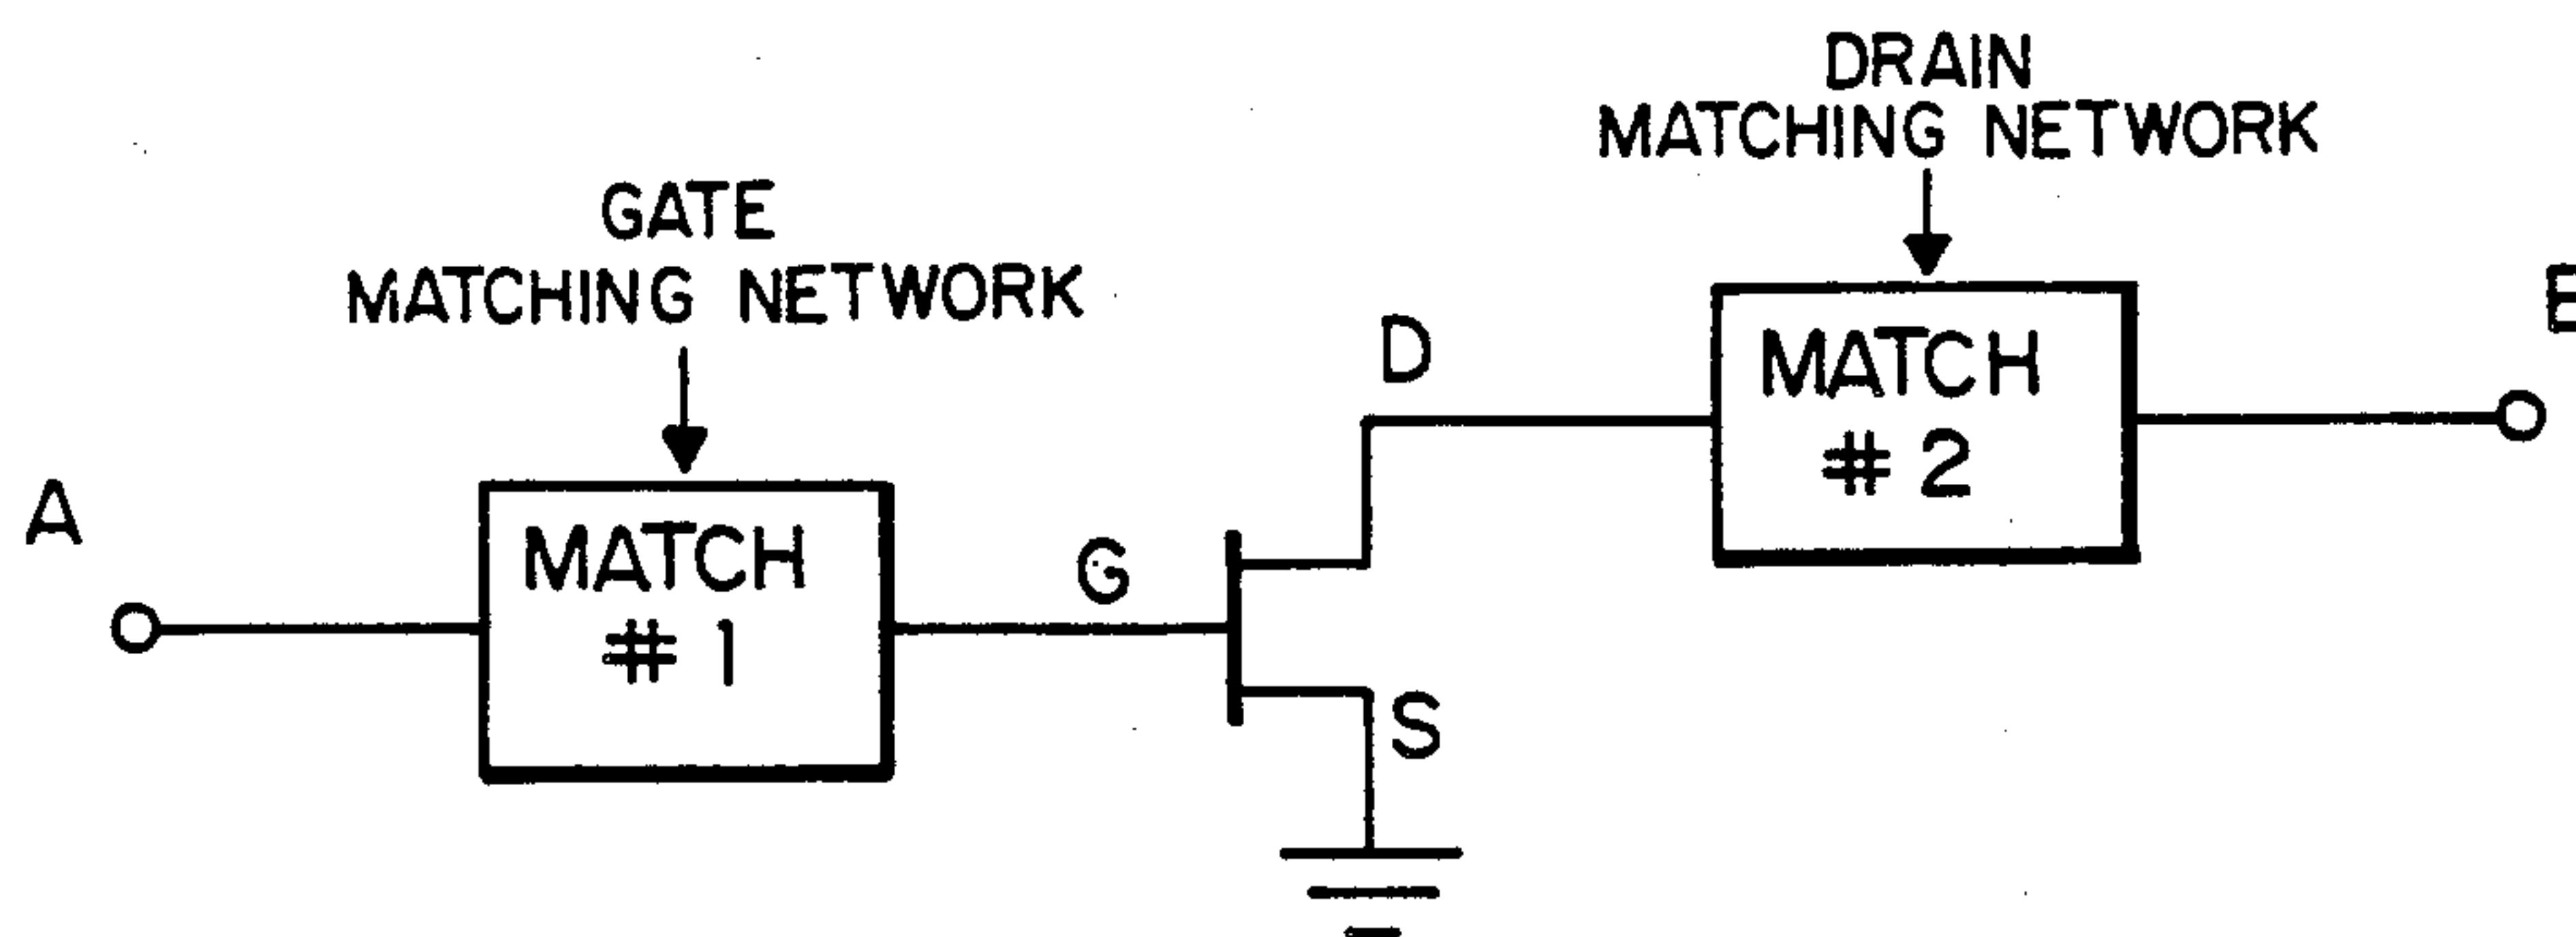 DRAIN
MATCHING NETWORK
GATE
MATCHING NETWORK
D
MATCH
# 2
A
MATCH
# 1
G
S